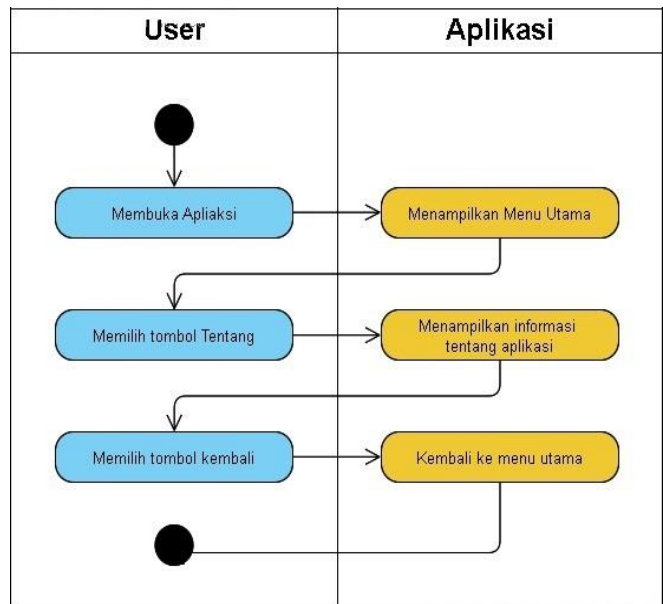 User
Aplikasi
Membuka Apliaksi
Menampilkan Menu Utama
Memilih tombol Tentang
Menampilkan informasi
tentang aplikasi
Memilih tombol kembali
Kembali ke menu utama